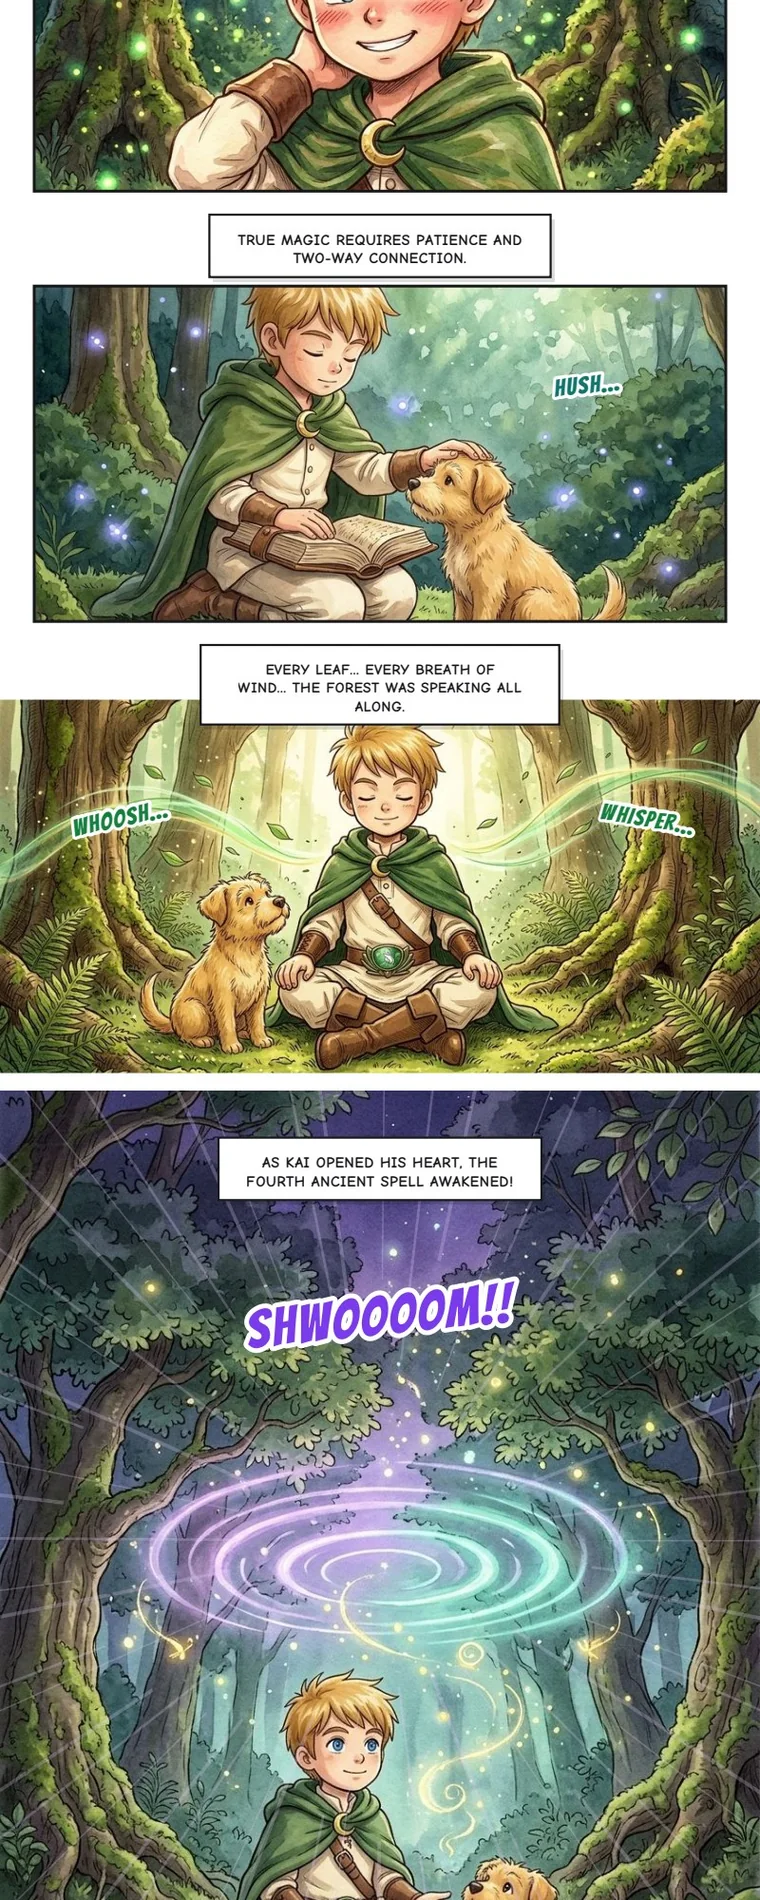 TRUE MAGIC REQUIRES PATIENCE AND
TWO-WAY CONNECTION.
HUSH...
EVERY LEAF... EVERY BREATH OF
WIND... THE FOREST WAS SPEAKING ALL
ALONG.
WHOOSH...
WHISPER...
AS KAI OPENED HIS HEART, THE
FOURTH ANCIENT SPELL AWAKENED!
SHWOOOOM!!